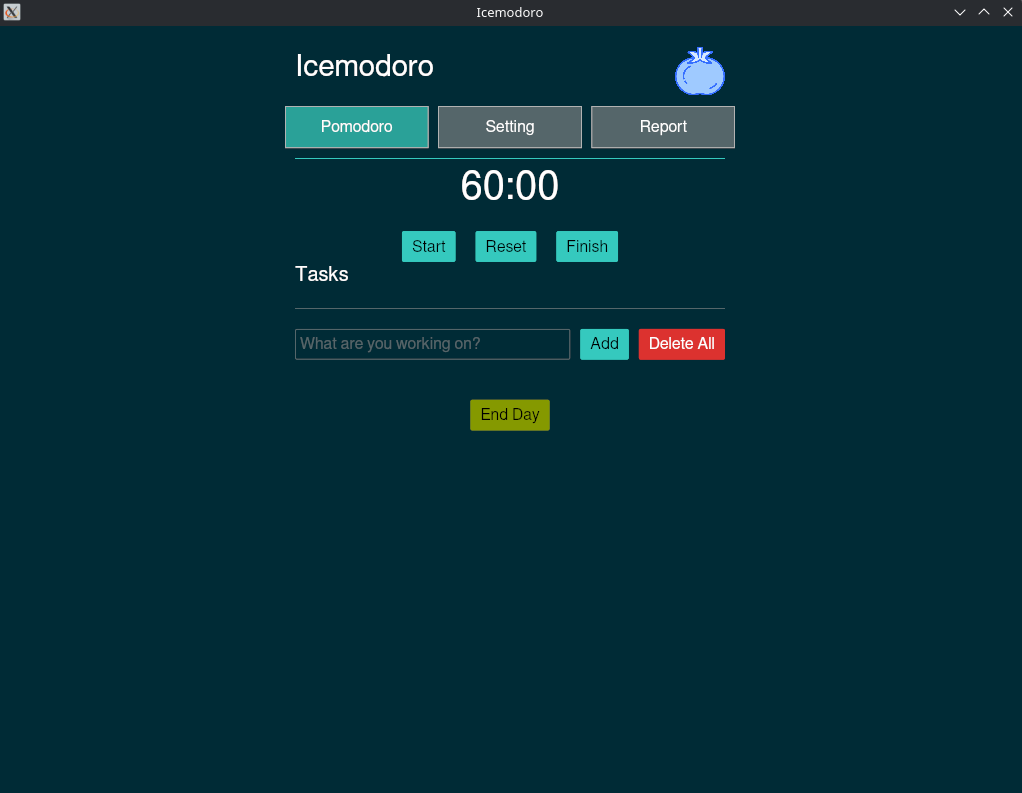 Icemodoro
Icemodoro
Pomodoro Setting Report
60:00
Start Reset Finish
Tasks
What are you working on? Add Delete All
End Day